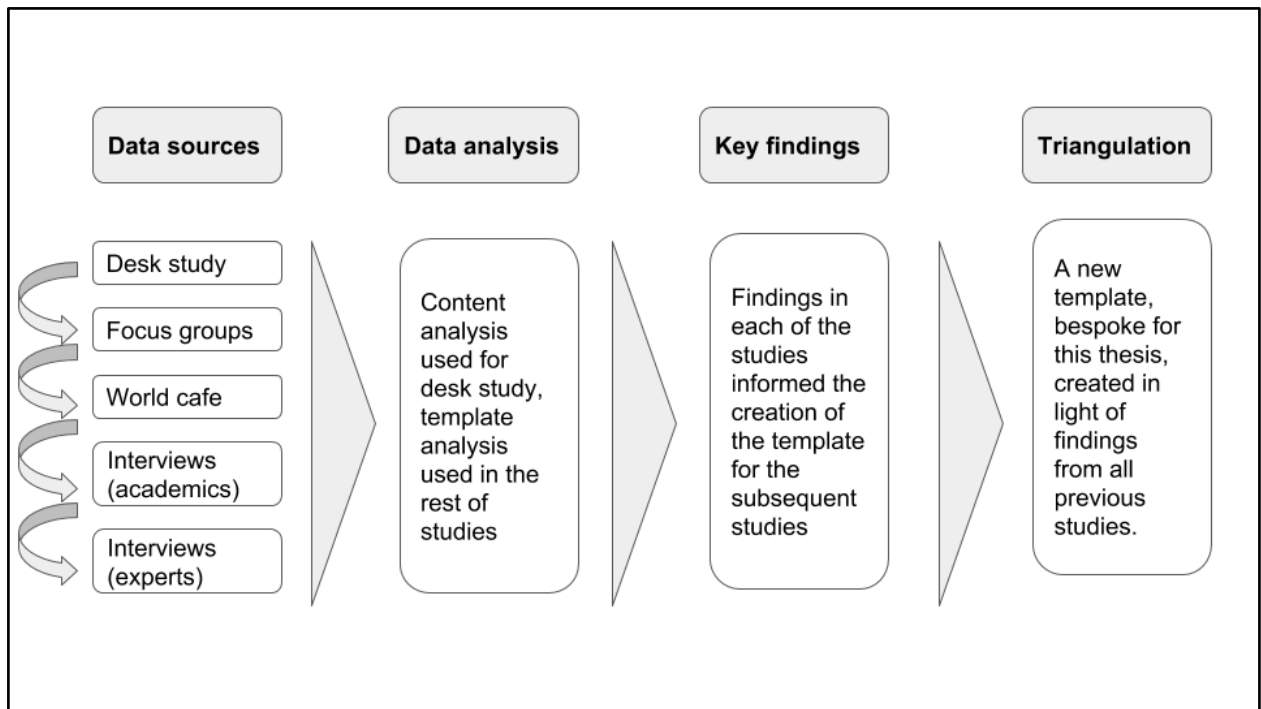 Data sources
Data analysis
Key findings
Triangulation
Desk study
Focus groups
World cafe
Interviews
(academics)
Interviews
(experts)
Content
analysis
used for
desk study,
template
analysis
used in the
rest of
studies
Findings in
each of the
studies
informed the
creation of
the template
for the
subsequent
studies
A new
template,
bespoke for
this thesis,
created in
light of
findings
from all
previous
studies.